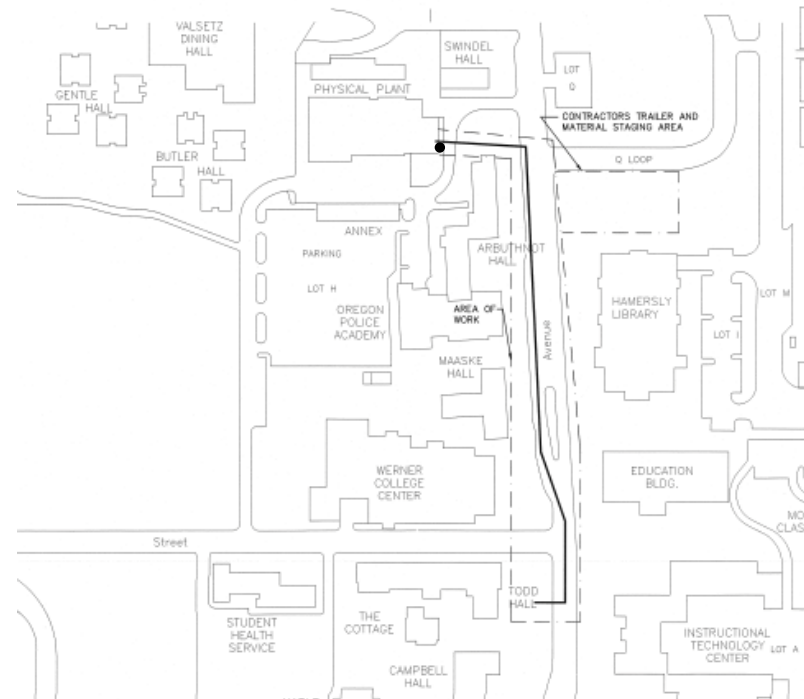 VALSETZ
DINING
HALL
SWINDEL
HALL
LOT
Q
PHYSICAL PLANT
GENTLE
HALL
CONTRACTORS TRAILER AND
MATERIAL STAGING AREA
BUTLER
HALL
Q LOOP
ANNEX
ARBUTHNOT
HALL
PARKING
LOT H
OREGON
POLICE
ACADEMY
AREA OF
WORK
HAMERSLY
LIBRARY
LOT M
LOT I
Avenue
MAASKE
HALL
WERNER
COLLEGE
CENTER
EDUCATION
BLDG.
MO
CLAS
Street
TODD
HALL
THE
COTTAGE
STUDENT
HEALTH
SERVICE
INSTRUCTIONAL
TECHNOLOGY
CENTER
LOT A
CAMPBELL
HALL